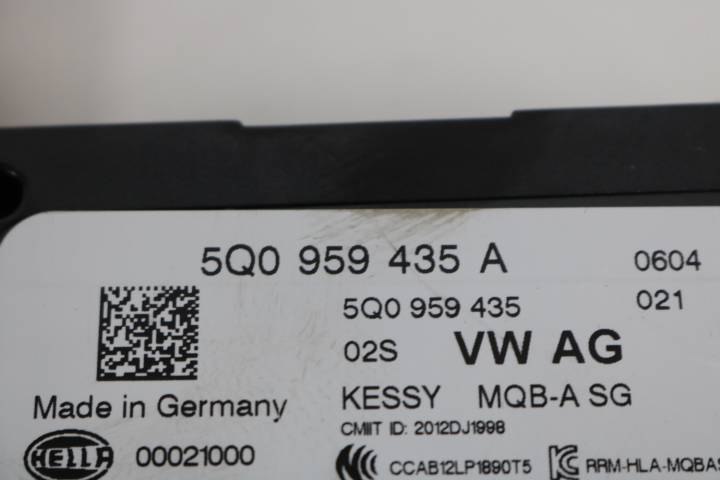 5Q0 959 435 A 0604
5Q0 959 435 021
02S VW AG
Made in Germany KESSY MQB-A SG
CMIIT ID: 2012DJ1998
HELLA 00021000 CCAB12LP1890T5 RRM-HLA-MQBAS